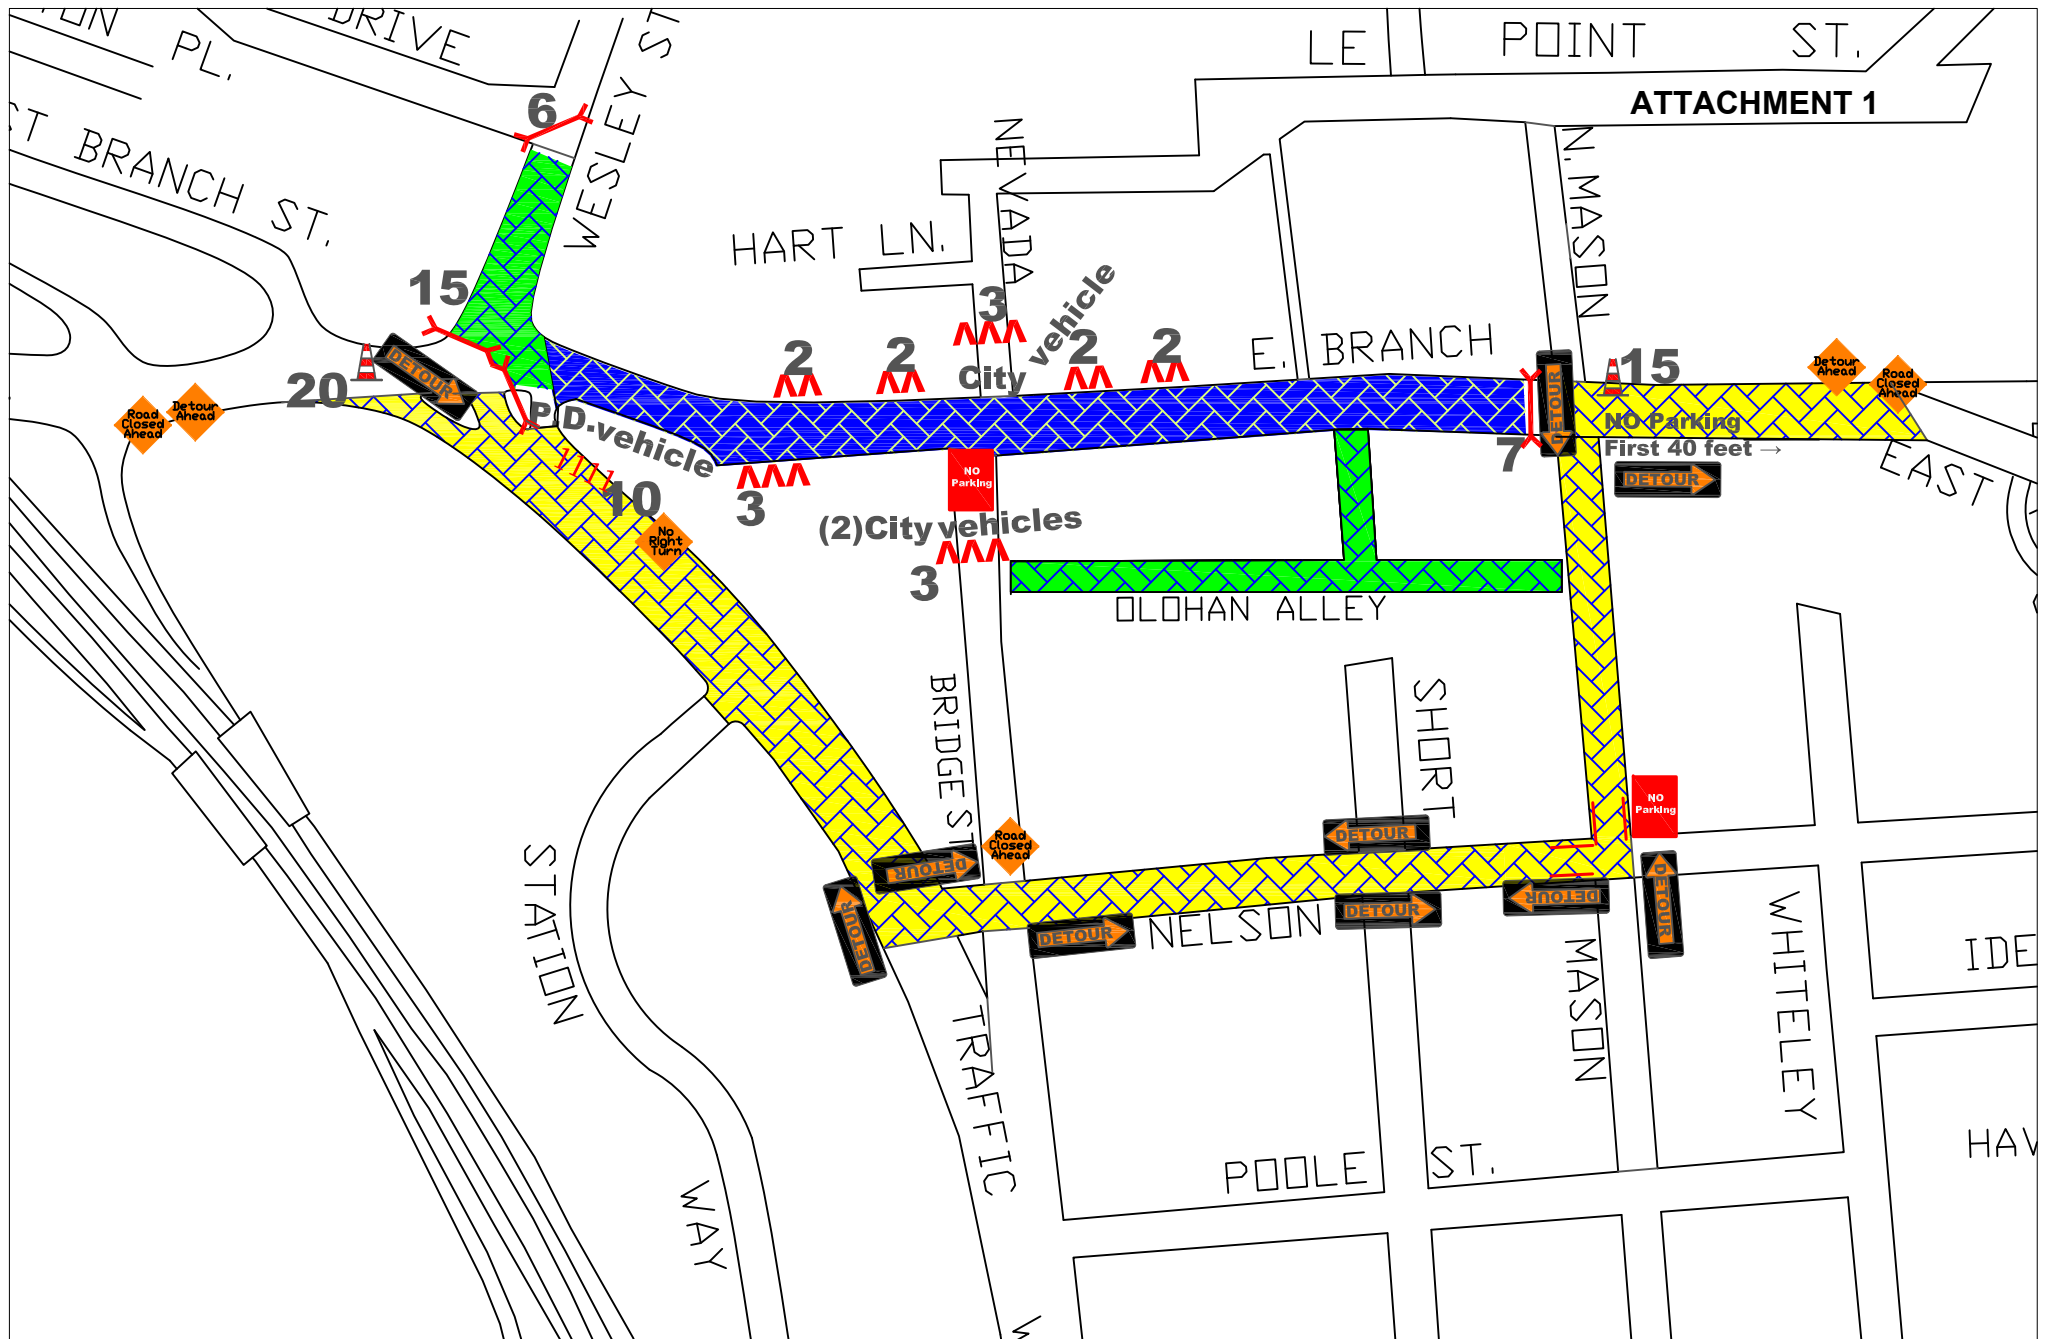 DRIVE
PL.
LE POINT ST.
ATTACHMENT 1
WESLEY ST
6
BRANCH ST.
NEVADA
N. MASON
HART LN.
15
3
City vehicle
2
2
2
2
E. BRANCH
15
20
DETOUR
Road
Closed
Ahead
Detour
Ahead
P.D.vehicle
10
No
Right
Turn
3
NO
Parking
(2)City vehicles
3
7
DETOUR
Detour
Ahead
Road
Closed
Ahead
NO Parking
First 40 feet →
DETOUR
EAST
OLOHAN ALLEY
BRIDGE ST
SHORT
NO
Parking
Road
Closed
Ahead
DETOUR
DETOUR
DETOUR
DETOUR
NELSON
DETOUR
DETOUR
DETOUR
STATION
WAY
TRAFFIC
W
MASON
WHITELEY
IDE
HAV
POOLE ST.